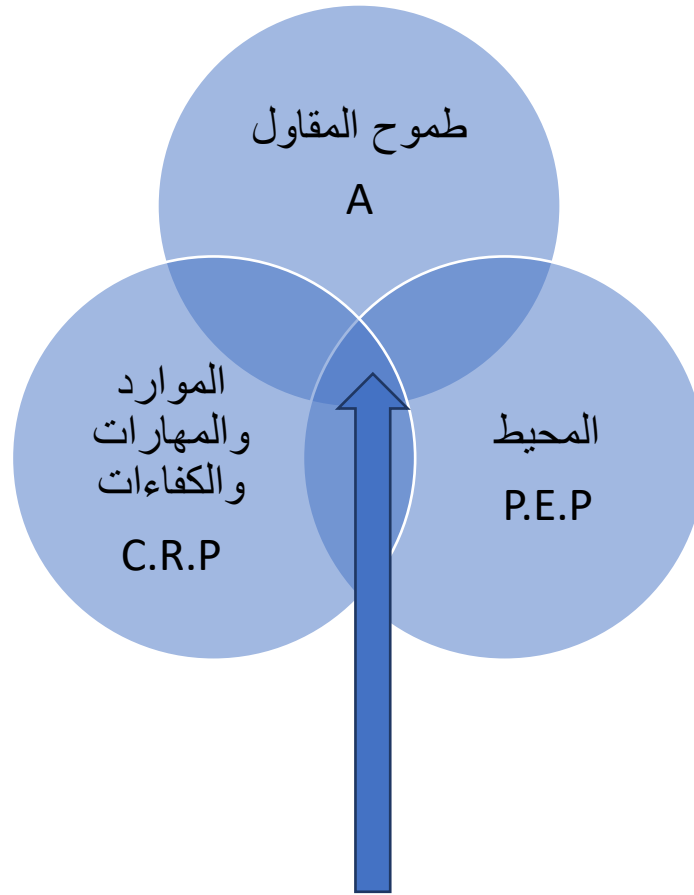 طموح المقاول
A
الموارد
والمهارات
والكفاءات
C.R.P
المحيط
P.E.P